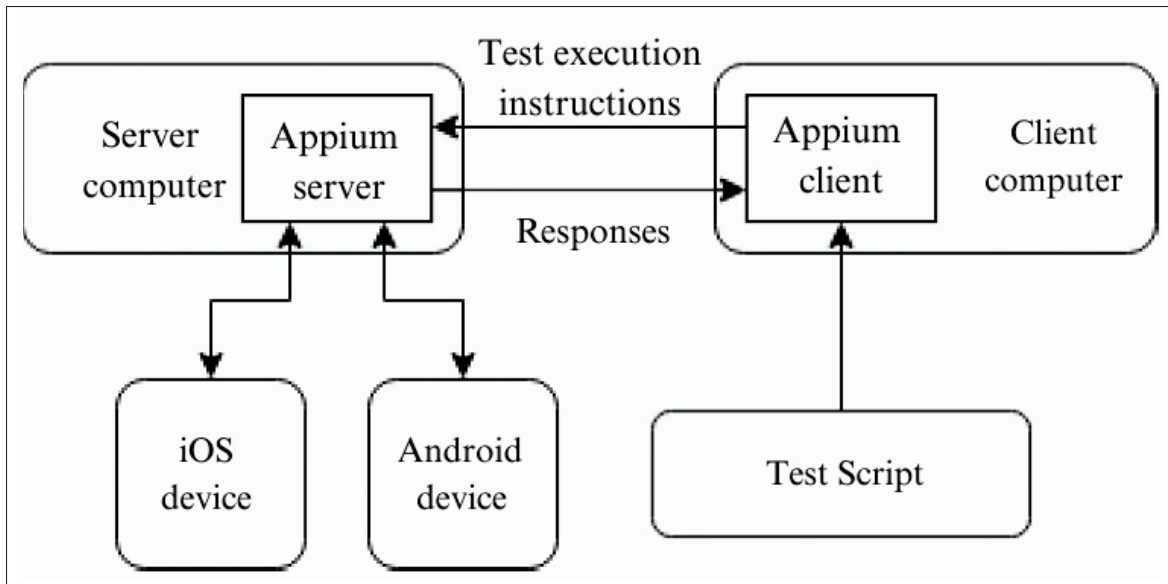 Test execution
instructions
Server
computer
Appium
server
Appium
client
Client
computer
Responses
iOS
device
Android
device
Test Script